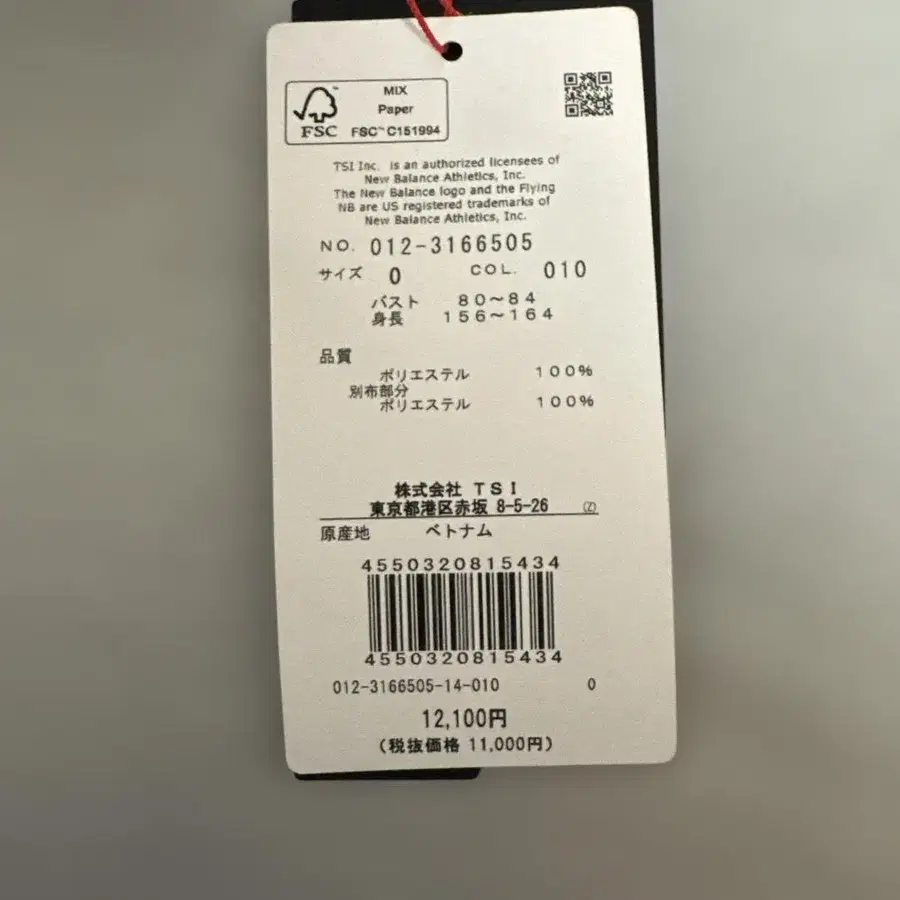 MIX
Paper
FSC™ C151994
FSC
TSI Inc. is an authorized licensees of
New Balance Athletics, Inc.
The New Balance logo and the Flying
NB are US registered trademarks of
New Balance Athletics, Inc.
NO. 012-3166505
サイズ 0 COL. 010
バスト 80〜84
身長 156〜164
品質
ポリエステル 100%
別布部分
ポリエステル 100%
株式会社 TSI
東京都港区赤坂 8-5-26 (Z)
原産地 ベトナム
4550320815434
4550320815434
012-3166505-14-010 0
12,100円
(税抜価格 11,000円)